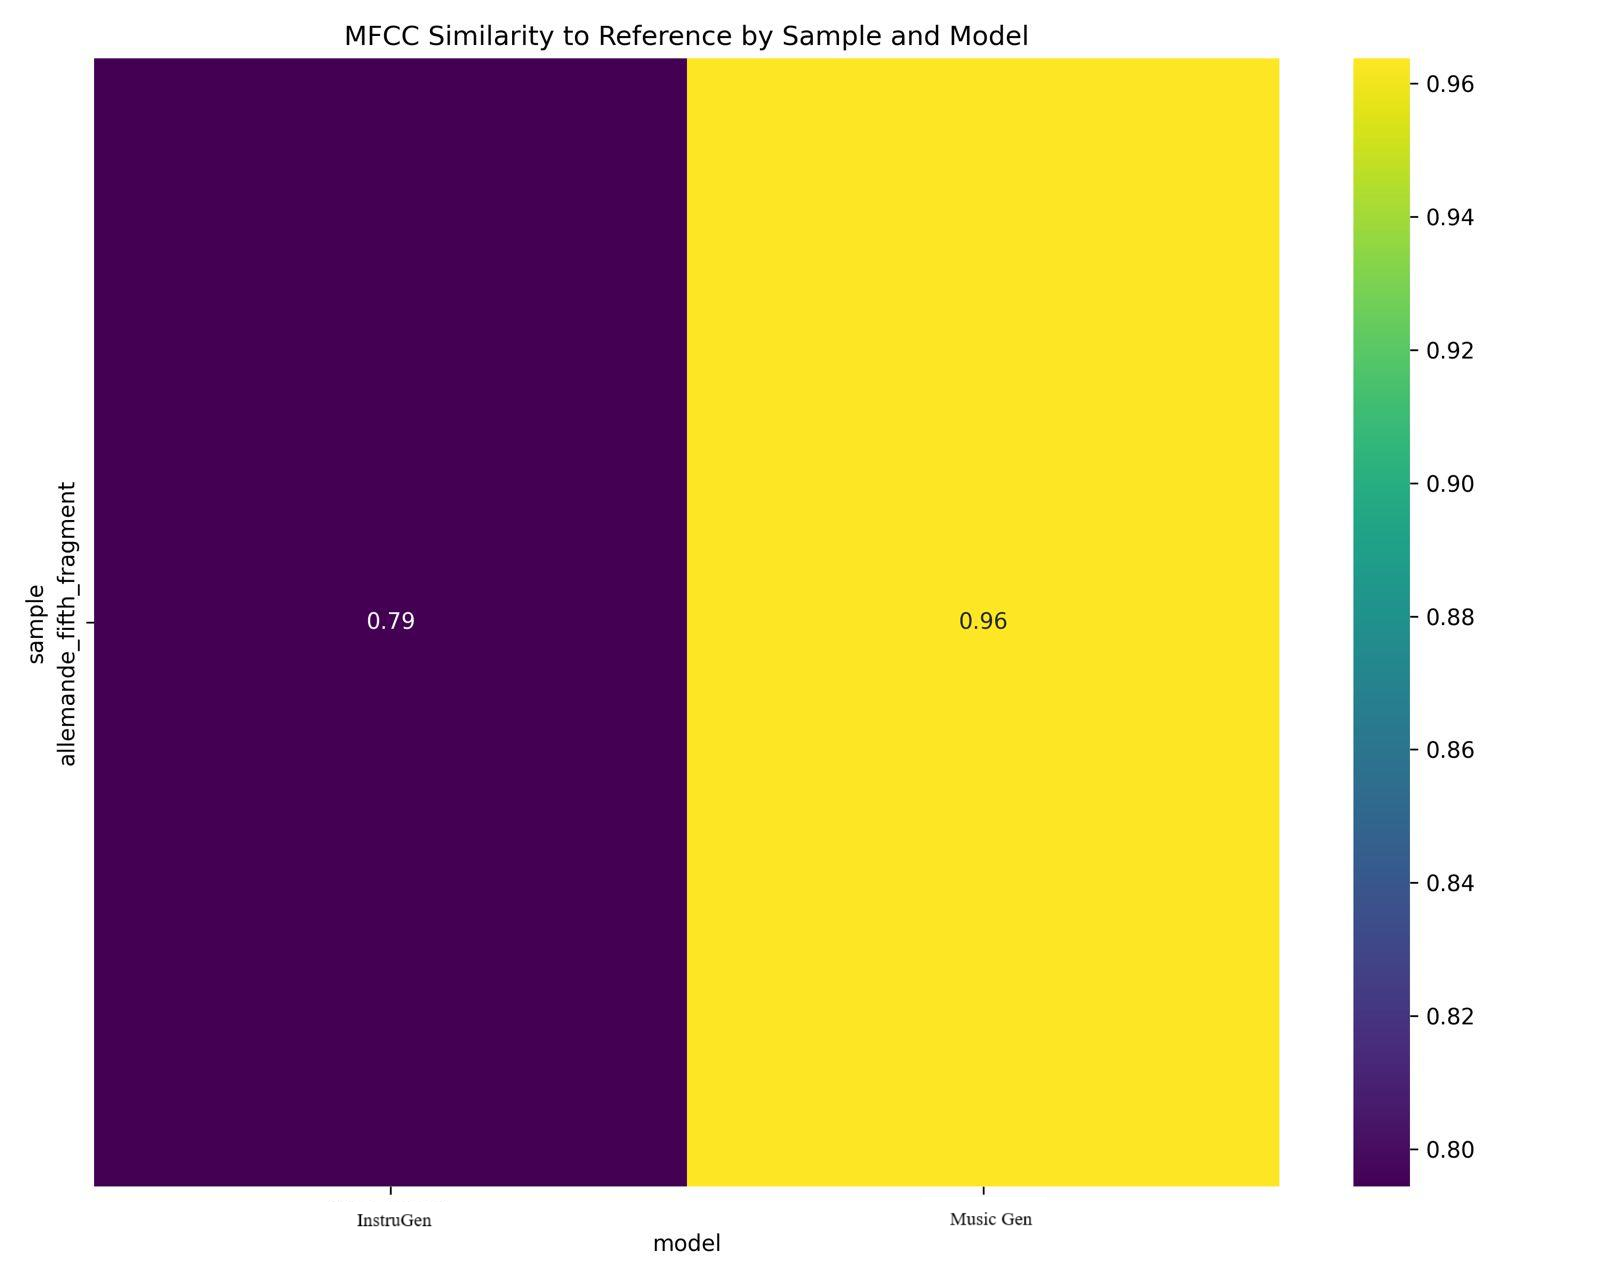 MFCC Similarity to Reference by Sample and Model
sample
allemande_fifth_fragment
0.79
0.96
InstruGen
Music Gen
model
0.96
0.94
0.92
0.90
0.88
0.86
0.84
0.82
0.80